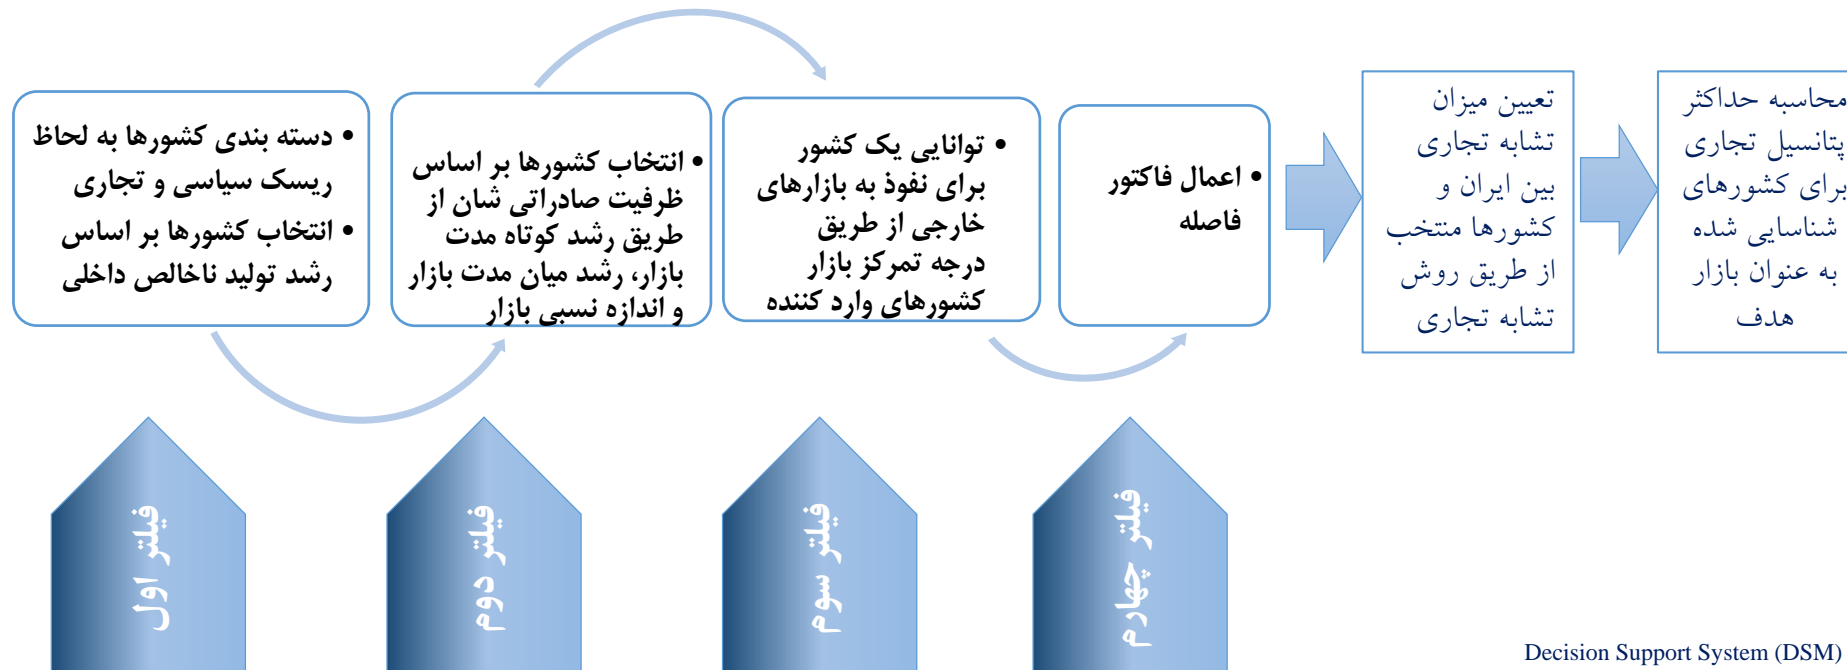 • دسته بندی کشورها به لحاظ
ریسک سیاسی و تجاری
• انتخاب کشورها بر اساس
رشد تولید ناخالص داخلی
• انتخاب کشورها بر اساس
ظرفیت صادراتی شان از
طریق رشد کوتاه مدت
بازار، رشد میان مدت بازار
و اندازه نسبی بازار
• توانایی یک کشور
برای نفوذ به بازارهای
خارجی از طریق
درجه تمرکز بازار
کشورهای وارد کننده
• اعمال فاکتور
فاصله
تعیین میزان
تشابه تجاری
بین ایران و
کشورها منتخب
از طریق روش
تشابه تجاری
محاسبه حداکثر
پتانسیل تجاری
برای کشورهای
شناسایی شده
به عنوان بازار
هدف
فیلتر اول
فیلتر دوم
فیلتر سوم
فیلتر چهارم
Decision Support System (DSM)